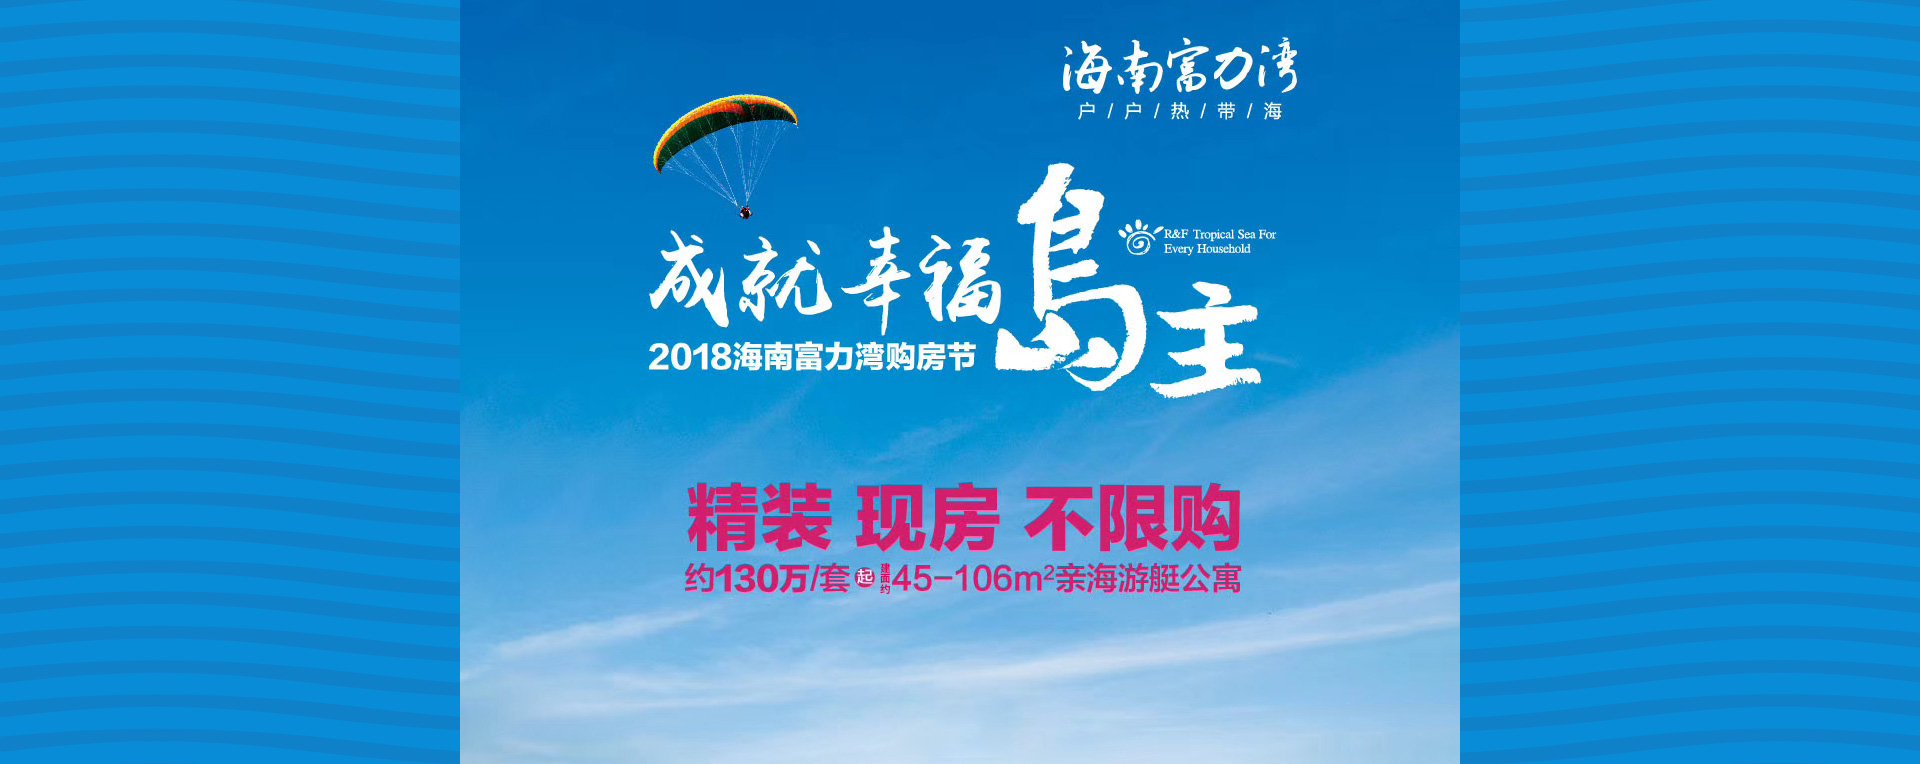 海南富力湾
户/户/热/带/海
成就幸福岛主
R&F Tropical Sea For
Every Household
2018海南富力湾购房节
精装 现房 不限购
约130万/套起 建面约45-106m²亲海游艇公寓